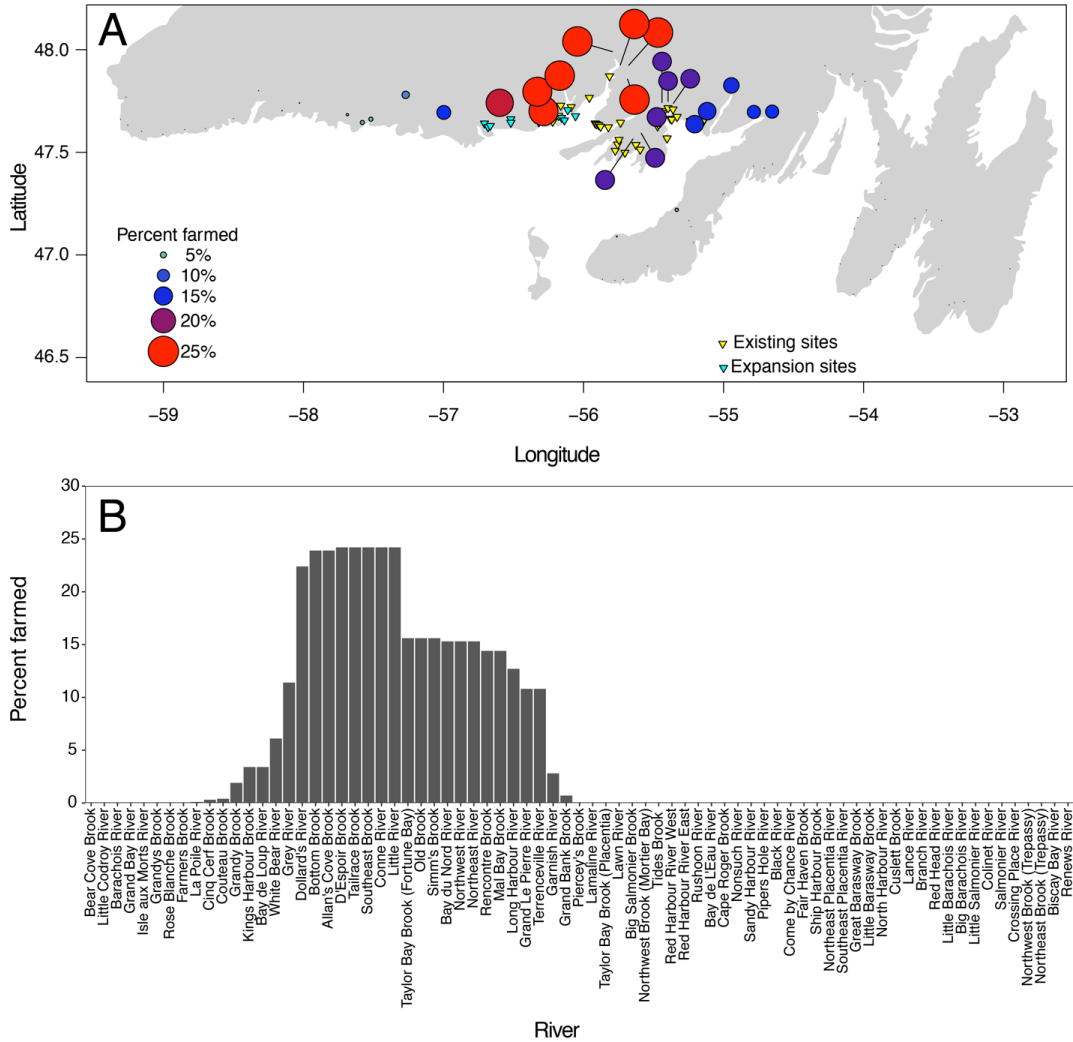 A
48.0
47.5
47.0
46.5
Latitude
Percent farmed
5%
10%
15%
20%
25%
Existing sites
Expansion sites
−59
−58
−57
−56
−55
−54
−53
Longitude
B
30
25
20
15
10
5
0
Percent farmed
Bear Cove Brook
Little Codroy River
Barachois River
Grand Bay River
Isle aux Morts River
Grandys Brook
Rose Blanche Brook
Farmers Brook
La Poile River
Cinq Cerf Brook
Couteau Brook
Grandy Brook
Kings Harbour Brook
Bay de Loup River
White Bear River
Grey River
Dollard's Brook
Bottom Brook
Allan's Cove Brook
D'Espoir Brook
Tailrace Brook
Southeast Brook
Conne River
Little River
Taylor Bay Brook (Fortune Bay)
Old Bay Brook
Simm's Brook
Bay du Nord River
Northwest River
Northeast River
Rencontre Brook
Mal Bay Brook
Long Harbour River
Grand Le Pierre River
Terrenceville River
Garnish River
Grand Bank Brook
Piercey's Brook
Lamaline River
Taylor Bay Brook (Placentia)
Lawn River
Big Salmonier Brook
Northwest Brook (Mortier Bay)
Tides Brook
Red Harbour River West
Red Harbour River East
Rushoon River
Bay de L'Eau River
Cape Roger Brook
Nonsuch River
Sandy Harbour River
Pipers Hole River
Black River
Come by Chance River
Fair Haven Brook
Ship Harbour Brook
Northeast Placentia River
Southeast Placentia River
Great Barasway Brook
Little Barasway Brook
North Harbour River
Cuslett Brook
Lance River
Branch River
Red Head River
Little Barachois River
Big Barachois River
Little Salmonier River
Colinet River
Salmonier River
Crossing Place River
Northwest Brook (Trepassy)
Northeast Brook (Trepassy)
Biscay Bay River
Renews River
River